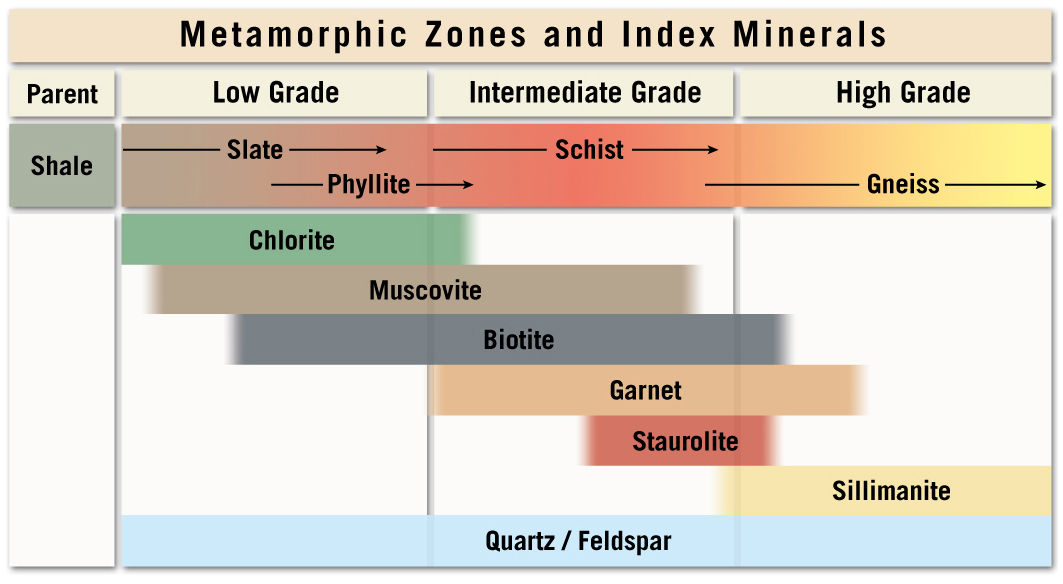 Metamorphic Zones and Index Minerals
Parent
Low Grade
Intermediate Grade
High Grade
Shale
Slate
Schist
Phyllite
Gneiss
Chlorite
Muscovite
Biotite
Garnet
Staurolite
Sillimanite
Quartz / Feldspar